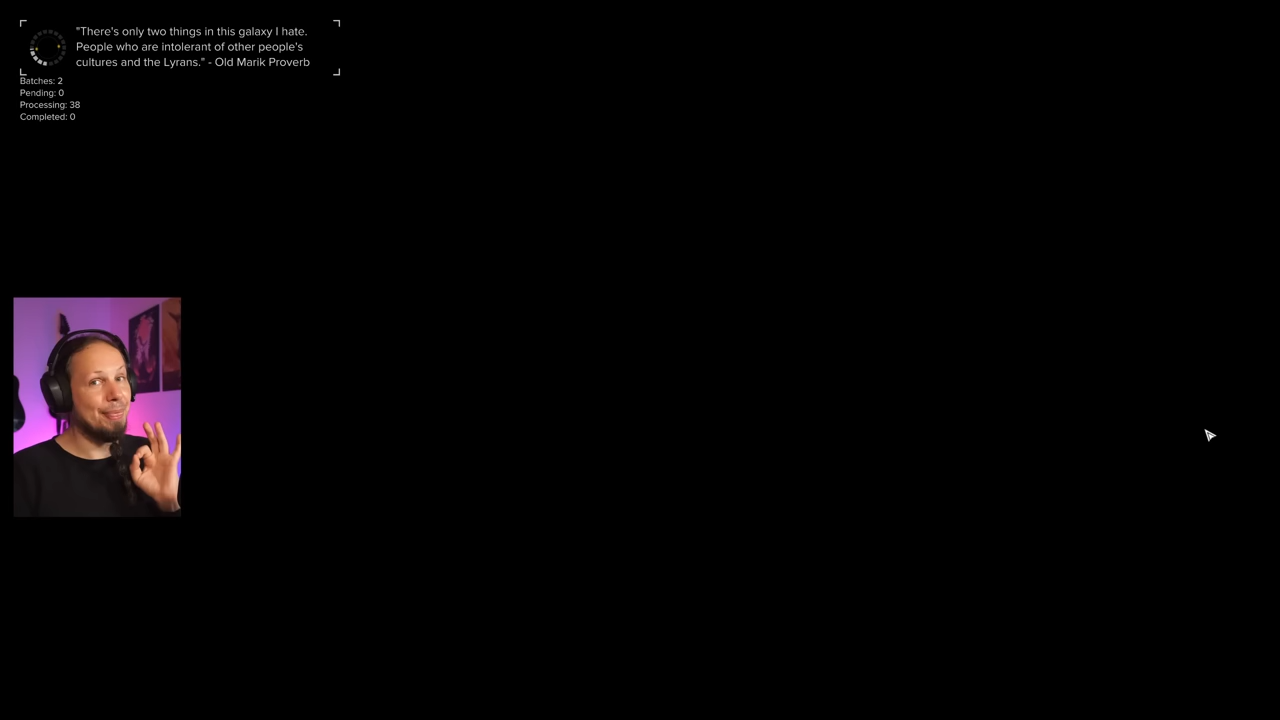 "There's only two things in this galaxy I hate.
People who are intolerant of other people's
cultures and the Lyrans." - Old Marik Proverb
Batches: 2
Pending: 0
Processing: 38
Completed: 0